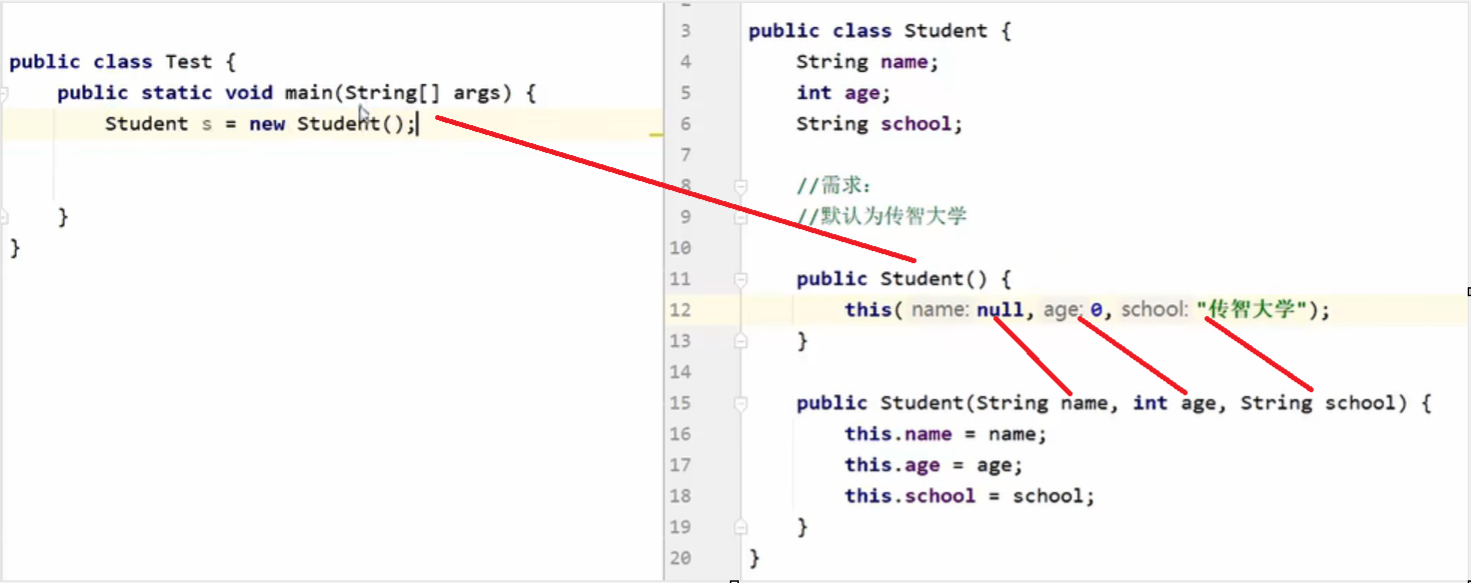 public class Test {
public static void main(String[] args) {
Student s = new Student();
}
}
3 public class Student {
4 String name;
5 int age;
6 String school;
7
8 //需求：
9 //默认为传智大学
10
11 public Student() {
12 this( name: null, age: 0, school: "传智大学");
13 }
14
15 public Student(String name, int age, String school) {
16 this.name = name;
17 this.age = age;
18 this.school = school;
19 }
20 }